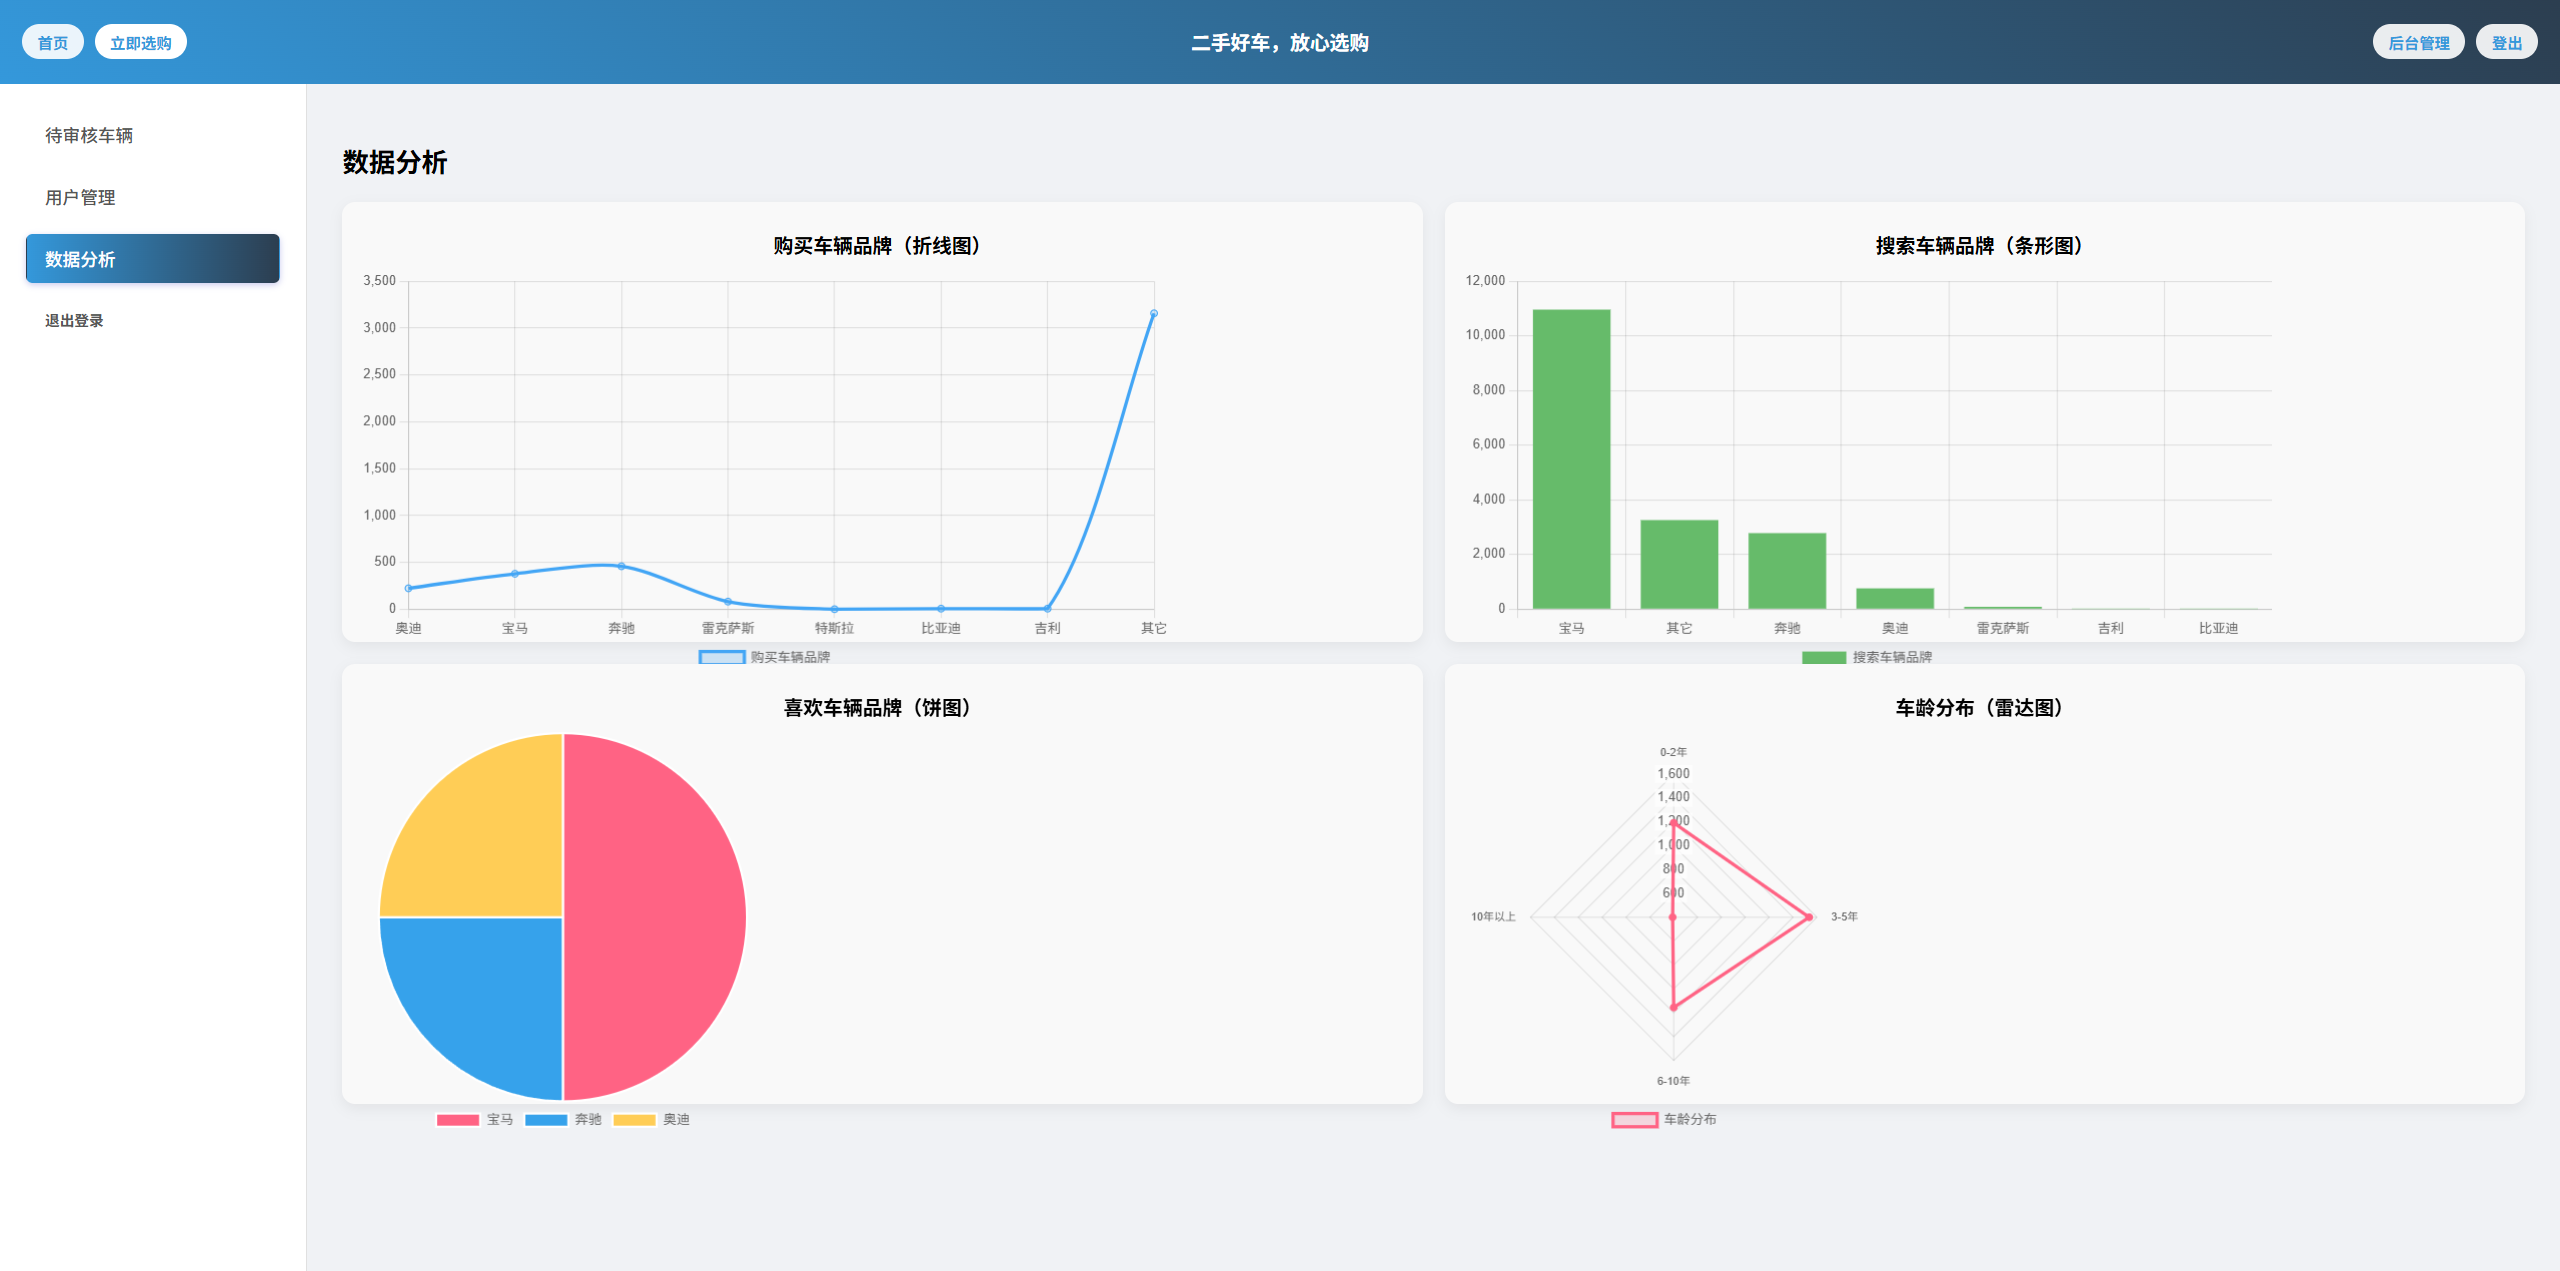 首页
立即选购
二手好车，放心选购
后台管理
登出
待审核车辆
用户管理
数据分析
退出登录
数据分析
购买车辆品牌（折线图）
3,500
3,000
2,500
2,000
1,500
1,000
500
0
奥迪 宝马 奔驰 雷克萨斯 特斯拉 比亚迪 吉利 其它
购买车辆品牌
搜索车辆品牌（条形图）
12,000
10,000
8,000
6,000
4,000
2,000
0
宝马 其它 奔驰 奥迪 雷克萨斯 吉利 比亚迪
搜索车辆品牌
喜欢车辆品牌（饼图）
宝马 奔驰 奥迪
车龄分布（雷达图）
0-2年
1,600
1,400
1,200
1,000
800
600
10年以上
3-5年
6-10年
车龄分布